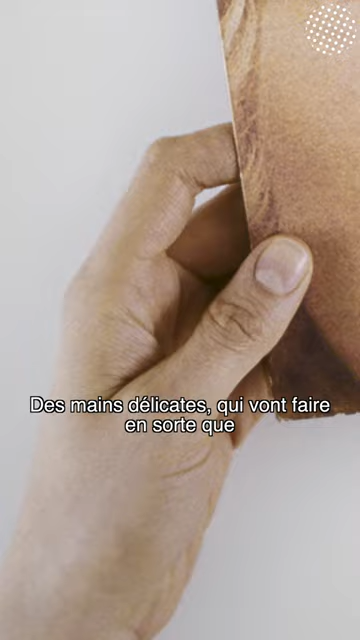 Des mains délicates, qui vont faire
en sorte que